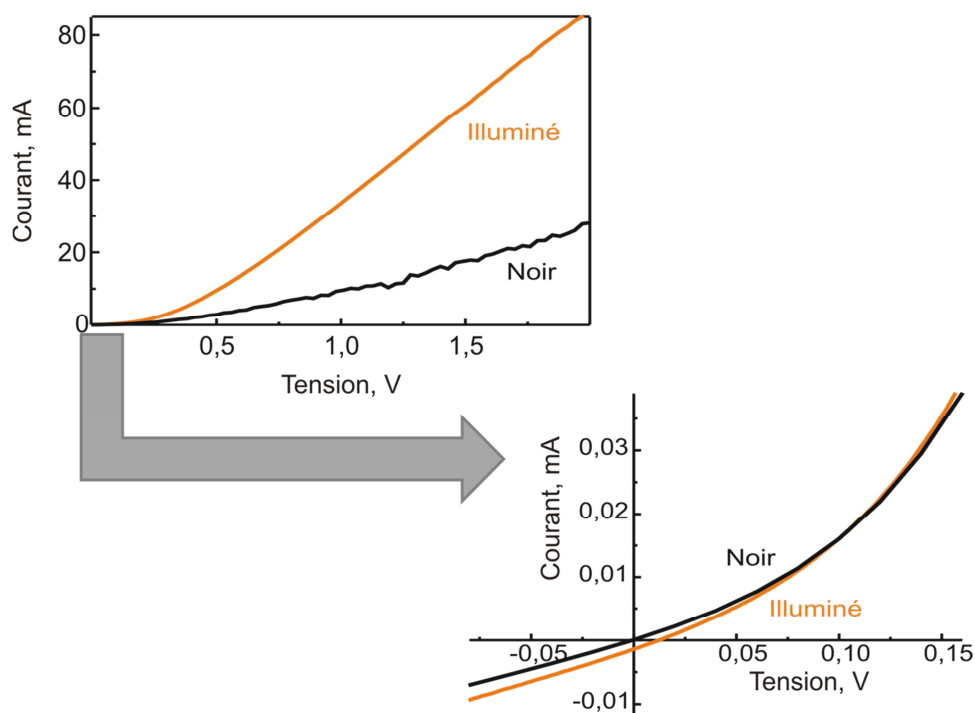 80
60
40
20
0
Courant, mA
Illuminé
Noir
0,5
1,0
1,5
Tension, V
0,03
0,02
0,01
-0,01
Courant, mA
Noir
Illuminé
-0,05
0,05
0,10
0,15
Tension, V